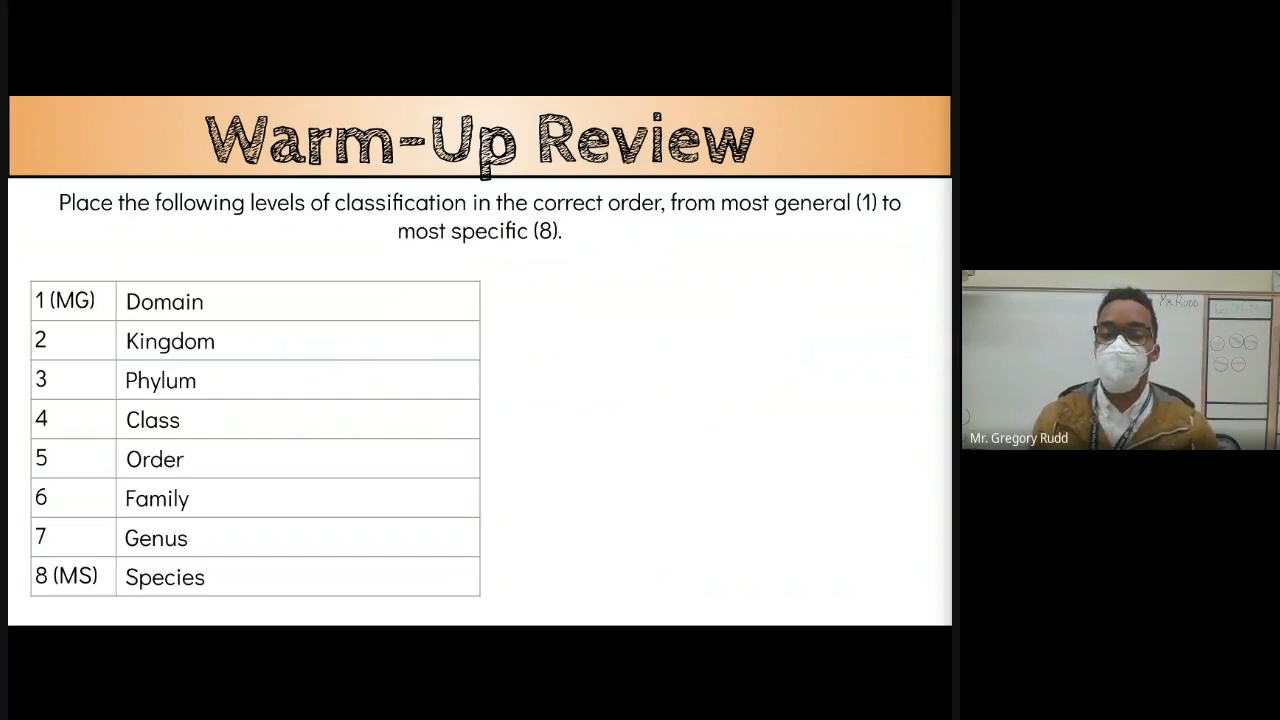 Warm-Up Review
Place the following levels of classification in the correct order, from most general (1) to
most specific (8).
1 (MG) Domain
2 Kingdom
3 Phylum
4 Class
5 Order
6 Family
7 Genus
8 (MS) Species
Mr. Rudd
Mr. Gregory Rudd